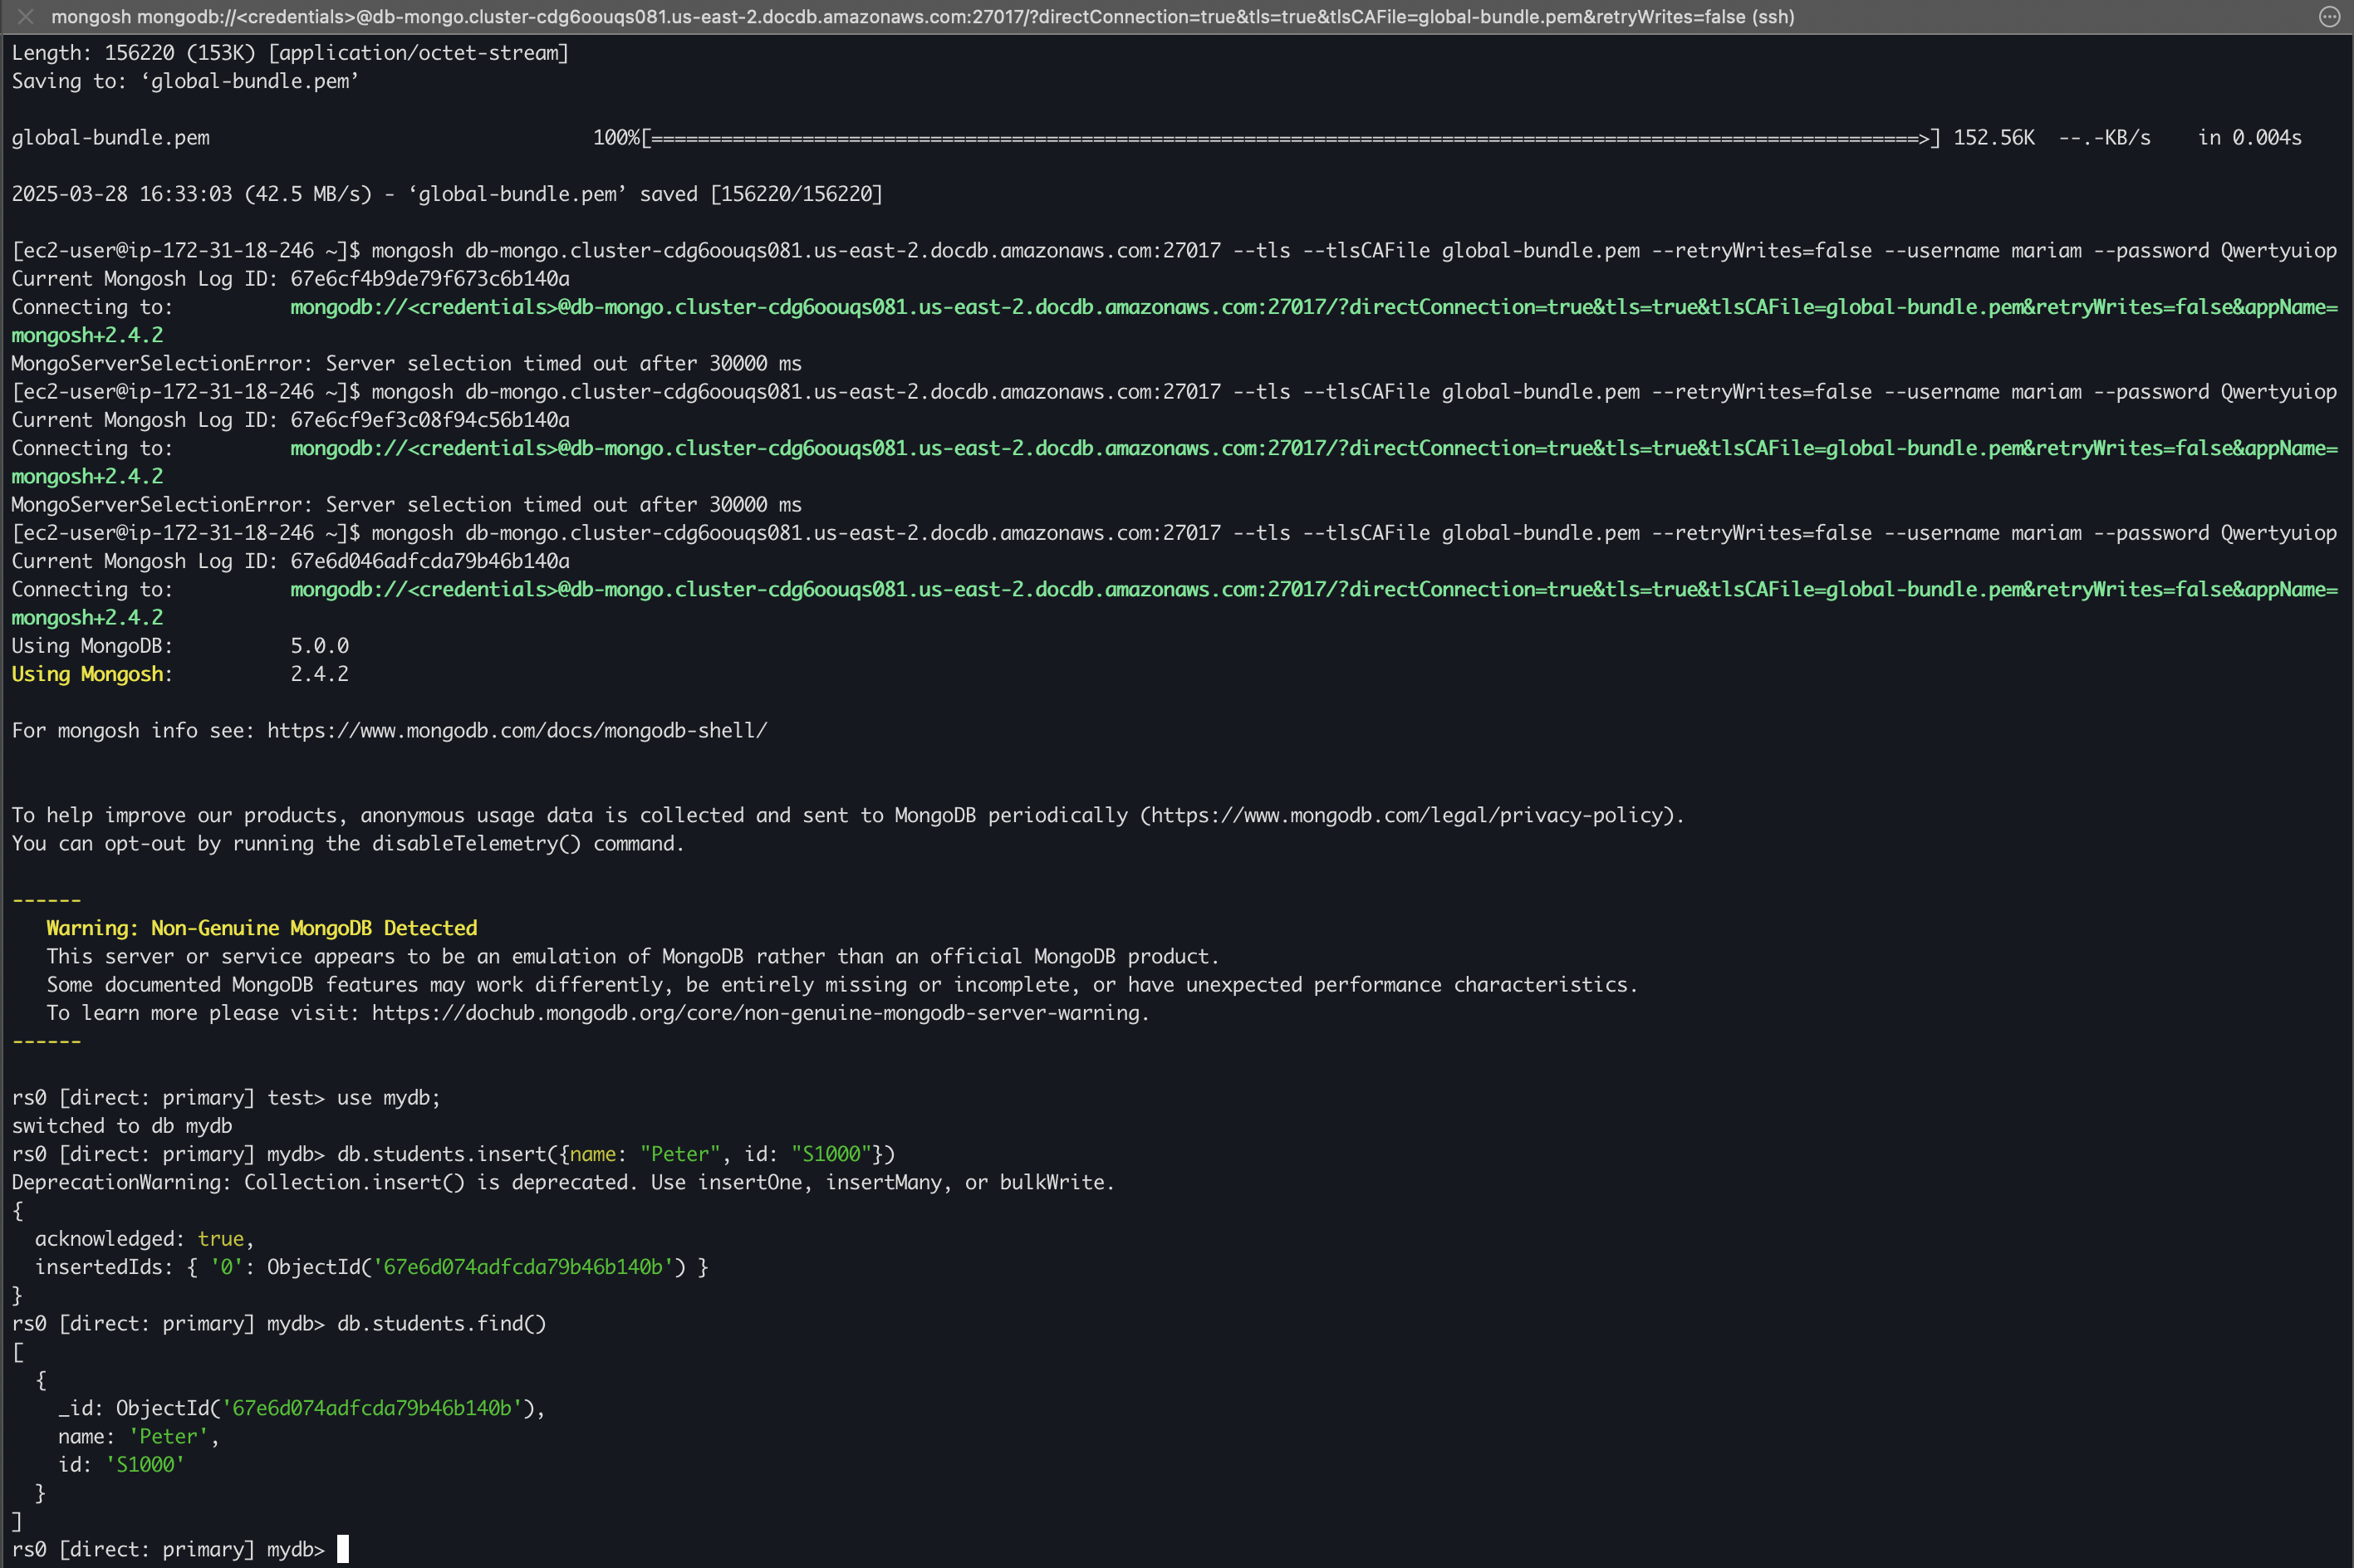 mongosh mongodb://<credentials>@db-mongo.cluster-cdg6oouqs081.us-east-2.docdb.amazonaws.com:27017/?directConnection=true&tls=true&tlsCAFile=global-bundle.pem&retryWrites=false (ssh)
Length: 156220 (153K) [application/octet-stream]
Saving to: ‘global-bundle.pem’
global-bundle.pem 100%[=============================================================================================================>] 152.56K --.-KB/s in 0.004s
2025-03-28 16:33:03 (42.5 MB/s) - ‘global-bundle.pem’ saved [156220/156220]
[ec2-user@ip-172-31-18-246 ~]$ mongosh db-mongo.cluster-cdg6oouqs081.us-east-2.docdb.amazonaws.com:27017 --tls --tlsCAFile global-bundle.pem --retryWrites=false --username mariam --password Qwertyuiop
Current Mongosh Log ID: 67e6cf4b9de79f673c6b140a
Connecting to: mongodb://<credentials>@db-mongo.cluster-cdg6oouqs081.us-east-2.docdb.amazonaws.com:27017/?directConnection=true&tls=true&tlsCAFile=global-bundle.pem&retryWrites=false&appName=
mongosh+2.4.2
MongoServerSelectionError: Server selection timed out after 30000 ms
[ec2-user@ip-172-31-18-246 ~]$ mongosh db-mongo.cluster-cdg6oouqs081.us-east-2.docdb.amazonaws.com:27017 --tls --tlsCAFile global-bundle.pem --retryWrites=false --username mariam --password Qwertyuiop
Current Mongosh Log ID: 67e6cf9ef3c08f94c56b140a
Connecting to: mongodb://<credentials>@db-mongo.cluster-cdg6oouqs081.us-east-2.docdb.amazonaws.com:27017/?directConnection=true&tls=true&tlsCAFile=global-bundle.pem&retryWrites=false&appName=
mongosh+2.4.2
MongoServerSelectionError: Server selection timed out after 30000 ms
[ec2-user@ip-172-31-18-246 ~]$ mongosh db-mongo.cluster-cdg6oouqs081.us-east-2.docdb.amazonaws.com:27017 --tls --tlsCAFile global-bundle.pem --retryWrites=false --username mariam --password Qwertyuiop
Current Mongosh Log ID: 67e6d046adfcda79b46b140a
Connecting to: mongodb://<credentials>@db-mongo.cluster-cdg6oouqs081.us-east-2.docdb.amazonaws.com:27017/?directConnection=true&tls=true&tlsCAFile=global-bundle.pem&retryWrites=false&appName=
mongosh+2.4.2
Using MongoDB: 5.0.0
Using Mongosh: 2.4.2
For mongosh info see: https://www.mongodb.com/docs/mongodb-shell/
To help improve our products, anonymous usage data is collected and sent to MongoDB periodically (https://www.mongodb.com/legal/privacy-policy).
You can opt-out by running the disableTelemetry() command.
------
Warning: Non-Genuine MongoDB Detected
This server or service appears to be an emulation of MongoDB rather than an official MongoDB product.
Some documented MongoDB features may work differently, be entirely missing or incomplete, or have unexpected performance characteristics.
To learn more please visit: https://dochub.mongodb.org/core/non-genuine-mongodb-server-warning.
------
rs0 [direct: primary] test> use mydb;
switched to db mydb
rs0 [direct: primary] mydb> db.students.insert({name: "Peter", id: "S1000"})
DeprecationWarning: Collection.insert() is deprecated. Use insertOne, insertMany, or bulkWrite.
{
acknowledged: true,
insertedIds: { '0': ObjectId('67e6d074adfcda79b46b140b') }
}
rs0 [direct: primary] mydb> db.students.find()
[
{
_id: ObjectId('67e6d074adfcda79b46b140b'),
name: 'Peter',
id: 'S1000'
}
]
rs0 [direct: primary] mydb>